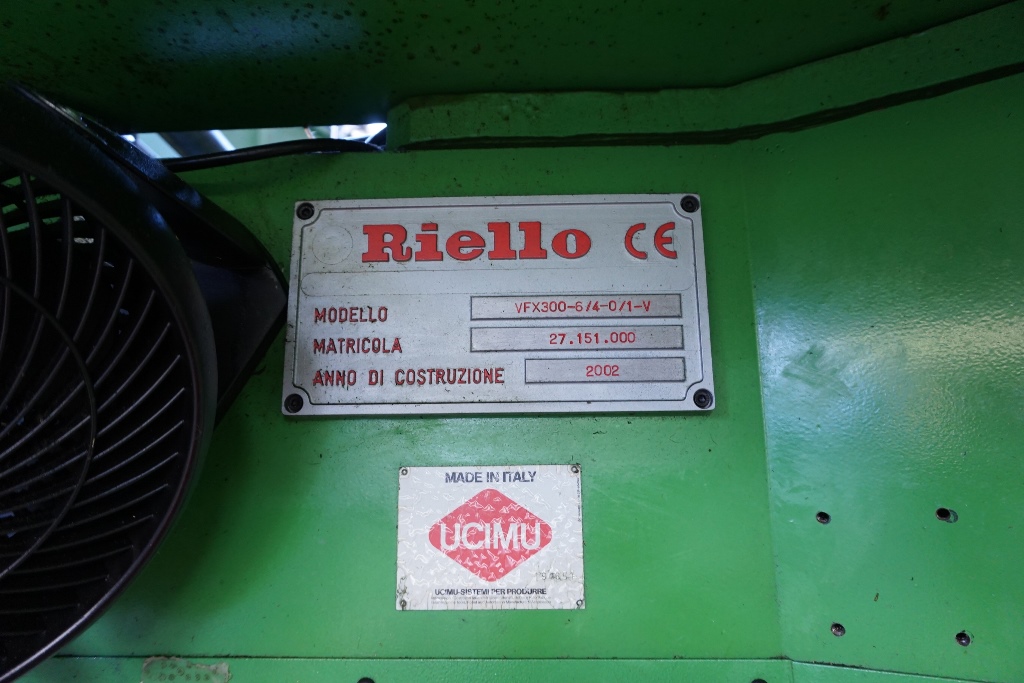 Riello CE
MODELLO VFX300-6/4-0/1-V
MATRICOLA 27.151.000
ANNO DI COSTRUZIONE 2002
MADE IN ITALY
UCIMU
UCIMU-SISTEMI PER PRODURRE